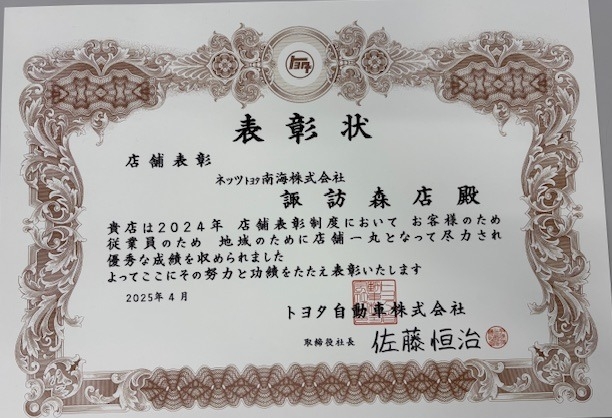 トヨタ
表彰状
店舗表彰
ネッツトヨタ南海株式会社
諏訪森店殿
貴店は2024年 店舗表彰制度において お客様のため
従業員のため 地域のために店舗一丸となって尽力され
優秀な成績を収められました
よってここにその努力と功績をたたえ表彰いたします
2025年4月
トヨタ自動車株式会社
取締役社長 佐藤恒治